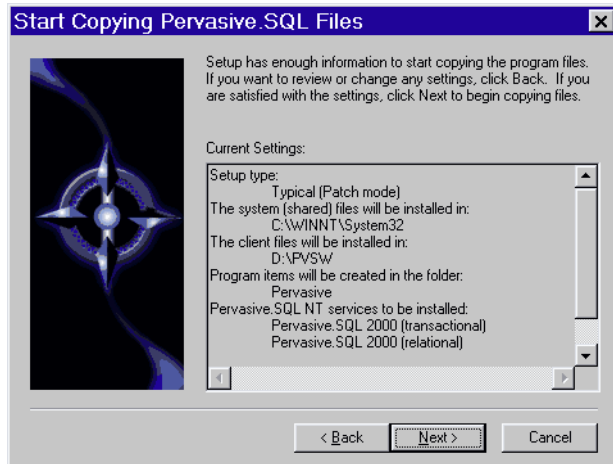 Start Copying Pervasive.SQL Files
Setup has enough information to start copying the program files.
If you want to review or change any settings, click Back. If you
are satisfied with the settings, click Next to begin copying files.
Current Settings:
Setup type:
Typical (Patch mode)
The system (shared) files will be installed in:
C:\WINNT\System32
The client files will be installed in:
D:\PVSW
Program items will be created in the folder:
Pervasive
Pervasive.SQL NT services to be installed:
Pervasive.SQL 2000 (transactional)
Pervasive.SQL 2000 (relational)
< Back
Next >
Cancel